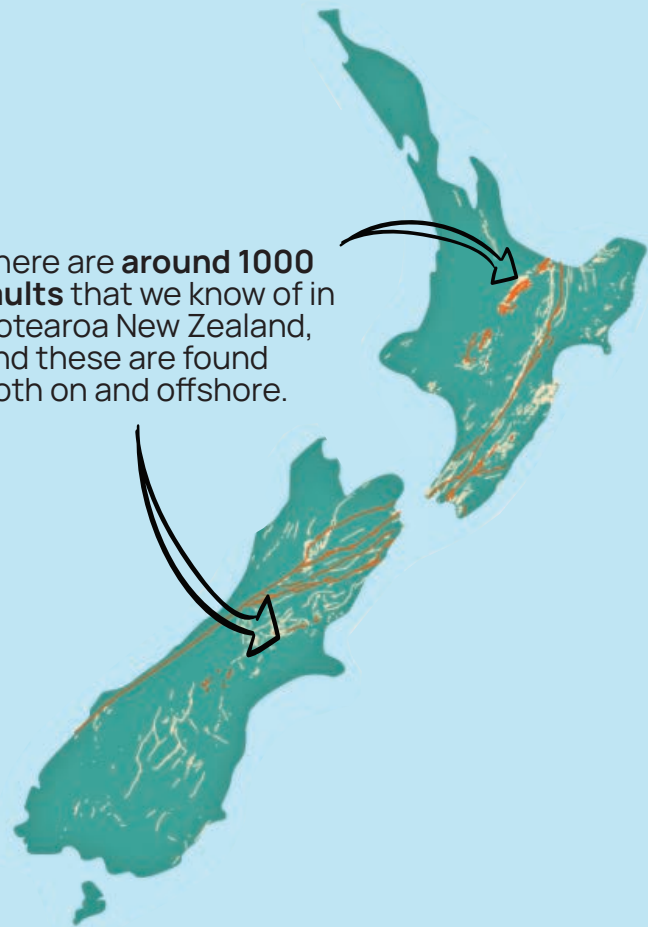 here are around 1000
aults that we know of in
otearoa New Zealand,
nd these are found
oth on and offshore.